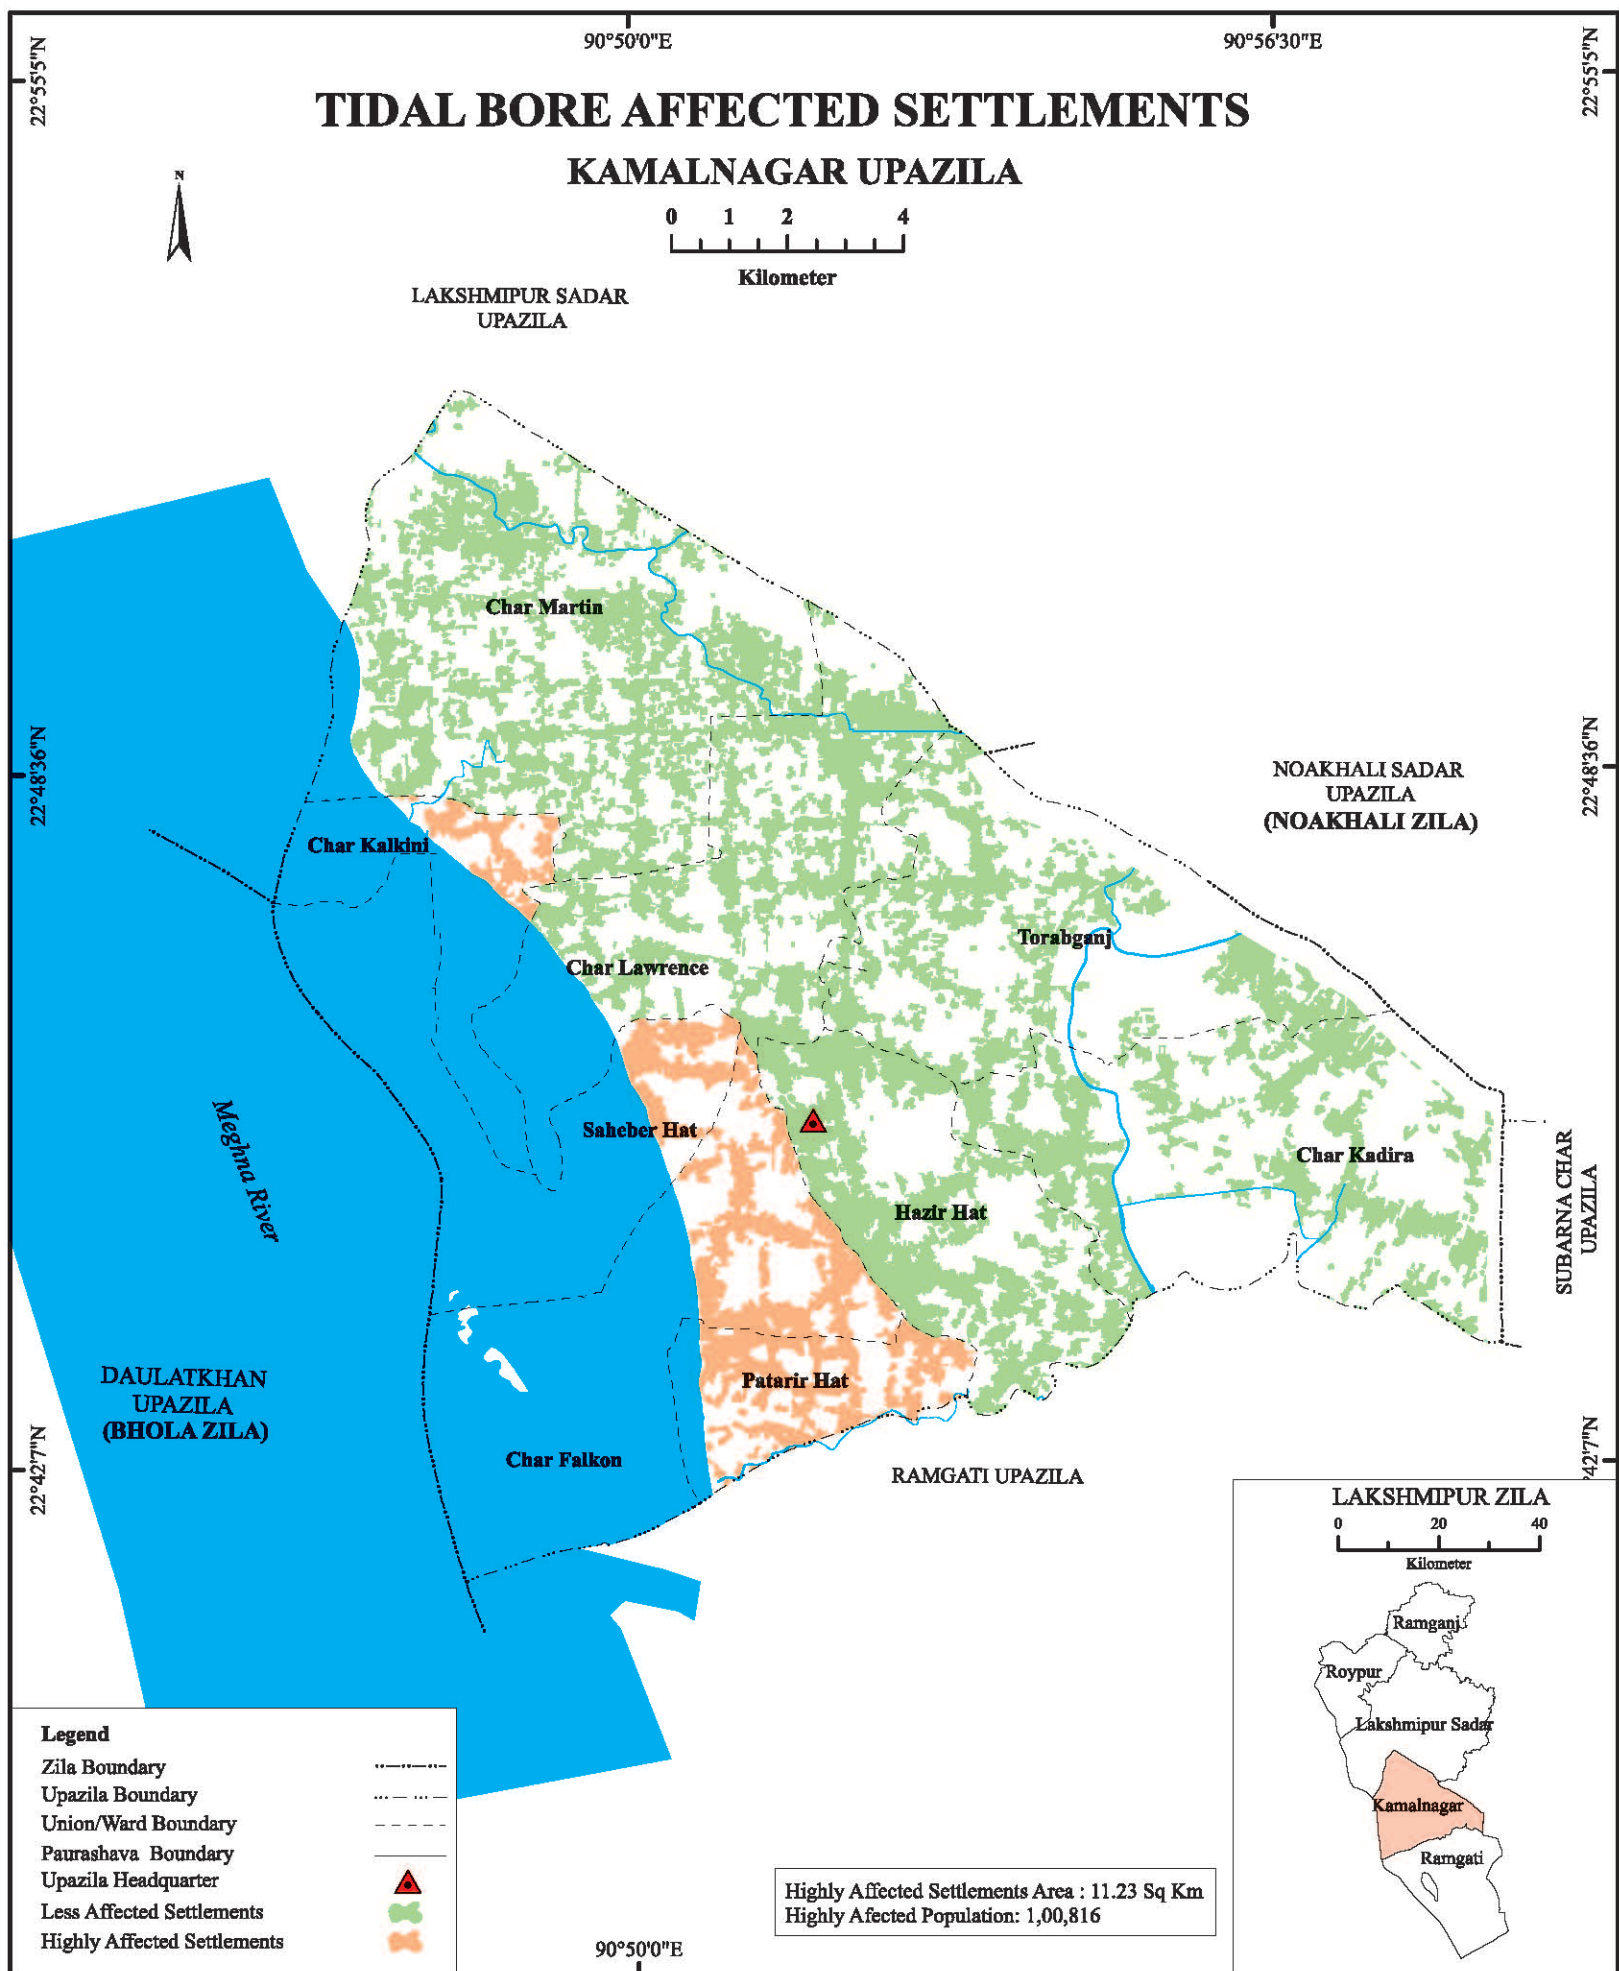 90°50'0"E
90°56'30"E
22°55'5"N
22°55'5"N
TIDAL BORE AFFECTED SETTLEMENTS
KAMALNAGAR UPAZILA
N
0 1 2 4
Kilometer
LAKSHMIPUR SADAR
UPAZILA
Char Martin
22°48'36"N
22°48'36"N
NOAKHALI SADAR
UPAZILA
(NOAKHALI ZILA)
Char Kalkini
Torabganj
Char Lawrence
Meghna River
Saheber Hat
Char Kadira
SUBARNA CHAR
UPAZILA
Hazir Hat
DAULATKHAN
UPAZILA
(BHOLA ZILA)
Patarir Hat
Char Falkon
RAMGATI UPAZILA
22°42'7"N
°42'7"N
LAKSHMIPUR ZILA
0 20 40
Kilometer
Ramganj
Roypur
Lakshmipur Sadar
Kamalnagar
Ramgati
Legend
Zila Boundary
Upazila Boundary
Union/Ward Boundary
Paurashava Boundary
Upazila Headquarter
Less Affected Settlements
Highly Affected Settlements
Highly Affected Settlements Area : 11.23 Sq Km
Highly Afected Population: 1,00,816
90°50'0"E